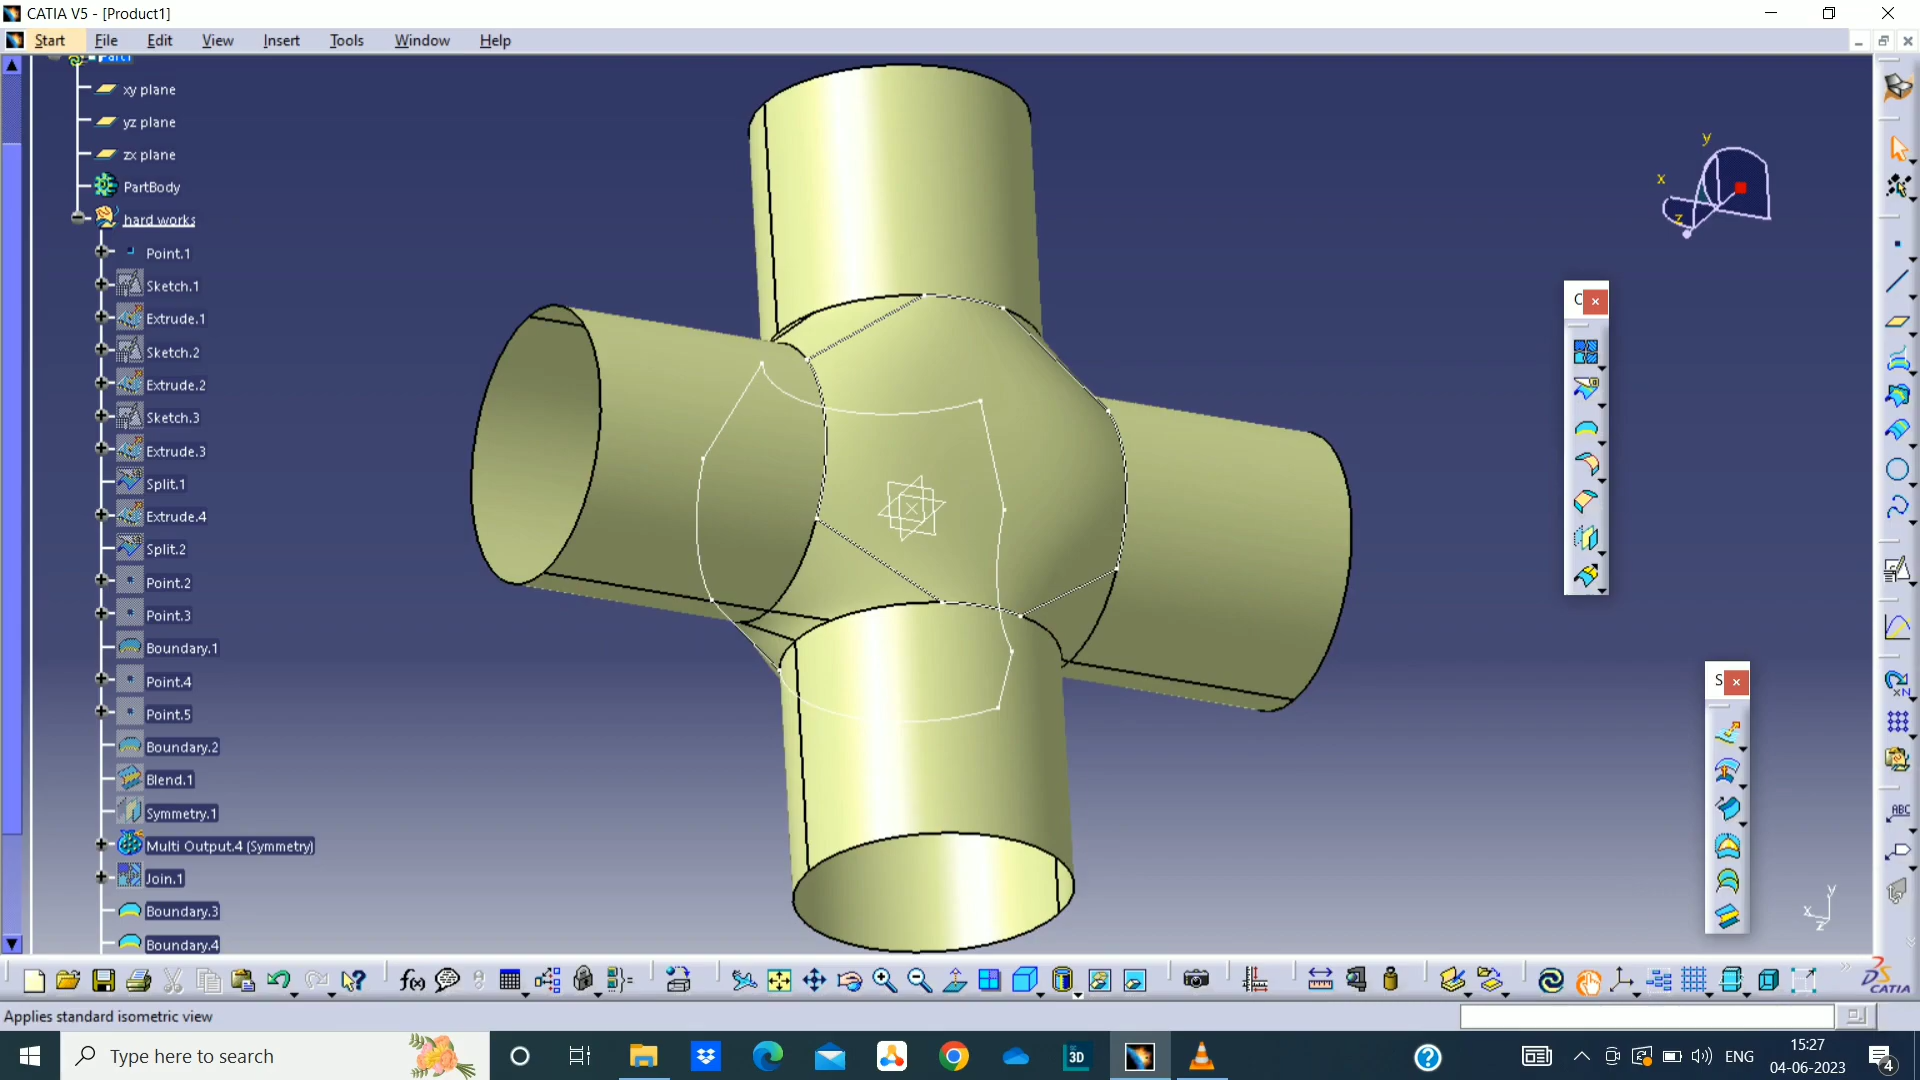 CATIA V5 - [Product1]
Start File Edit View Insert Tools Window Help
Part1
xy plane
yz plane
zx plane
PartBody
hard works
Point.1
Sketch.1
Extrude.1
Sketch.2
Extrude.2
Sketch.3
Extrude.3
Split.1
Extrude.4
Split.2
Point.2
Point.3
Boundary.1
Point.4
Point.5
Boundary.2
Blend.1
Symmetry.1
Multi Output.4 (Symmetry)
Join.1
Boundary.3
Boundary.4
y
x
z
C
S
ABC
y
x
z
f(x)
CATIA
Applies standard isometric view
Type here to search
3D
ENG
15:27
04-06-2023
4